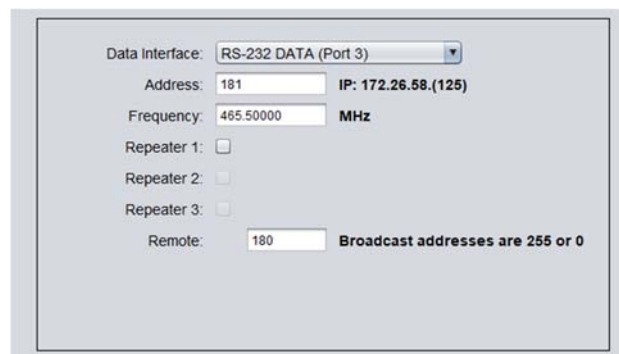 Data Interface: RS-232 DATA (Port 3)
Address: 181 IP: 172.26.58.(125)
Frequency: 465.50000 MHz
Repeater 1:
Repeater 2:
Repeater 3:
Remote: 180 Broadcast addresses are 255 or 0